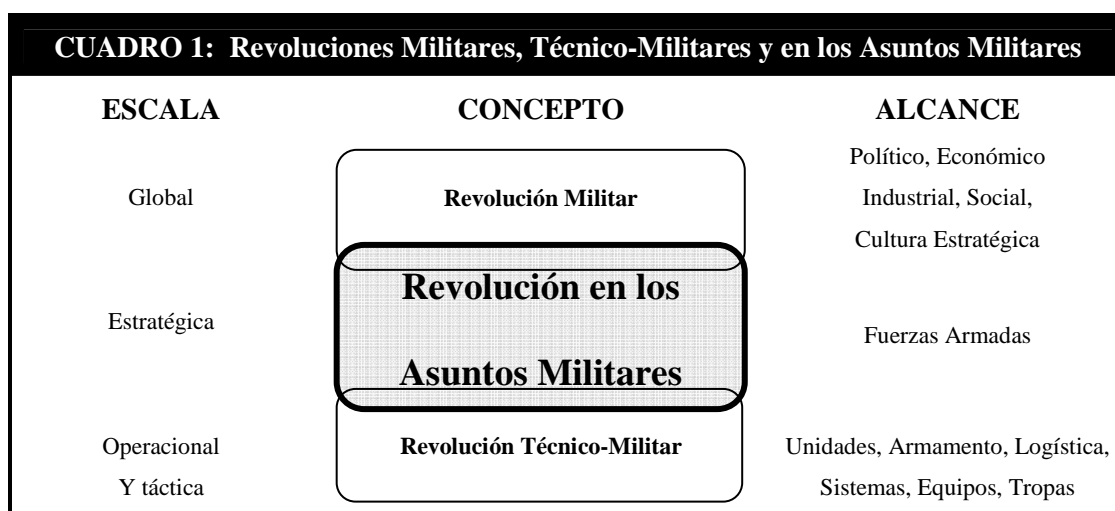 CUADRO 1: Revoluciones Militares, Técnico-Militares y en los Asuntos Militares
ESCALA CONCEPTO ALCANCE
Global
Revolución Militar
Político, Económico
Industrial, Social,
Cultura Estratégica
Estratégica
Revolución en los
Asuntos Militares
Fuerzas Armadas
Operacional
Y táctica
Revolución Técnico-Militar
Unidades, Armamento, Logística,
Sistemas, Equipos, Tropas